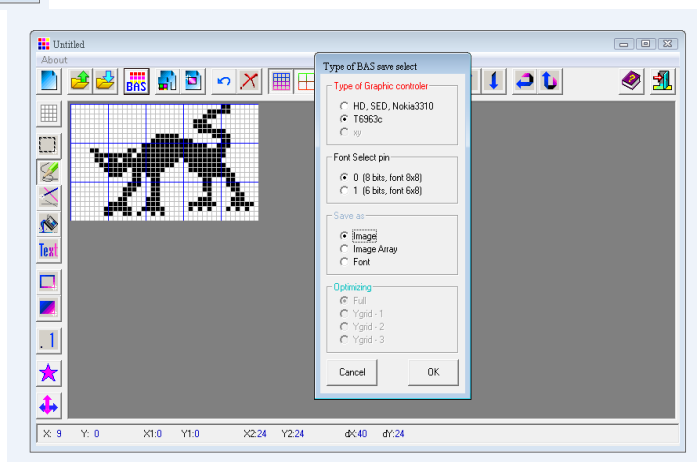 Untitled
About
BAS
Text
. 1
Type of BAS save select
Type of Graphic controler
HD, SED, Nokia3310
T6963c
xy
Font Select pin
0 (8 bits, font 8x8)
1 (6 bits, font 6x8)
Save as
Image
Image Array
Font
Optimizing
Full
Ygrid - 1
Ygrid - 2
Ygrid - 3
Cancel OK
X: 9 Y: 0 X1:0 Y1:0 X2:24 Y2:24 dX:40 dY:24